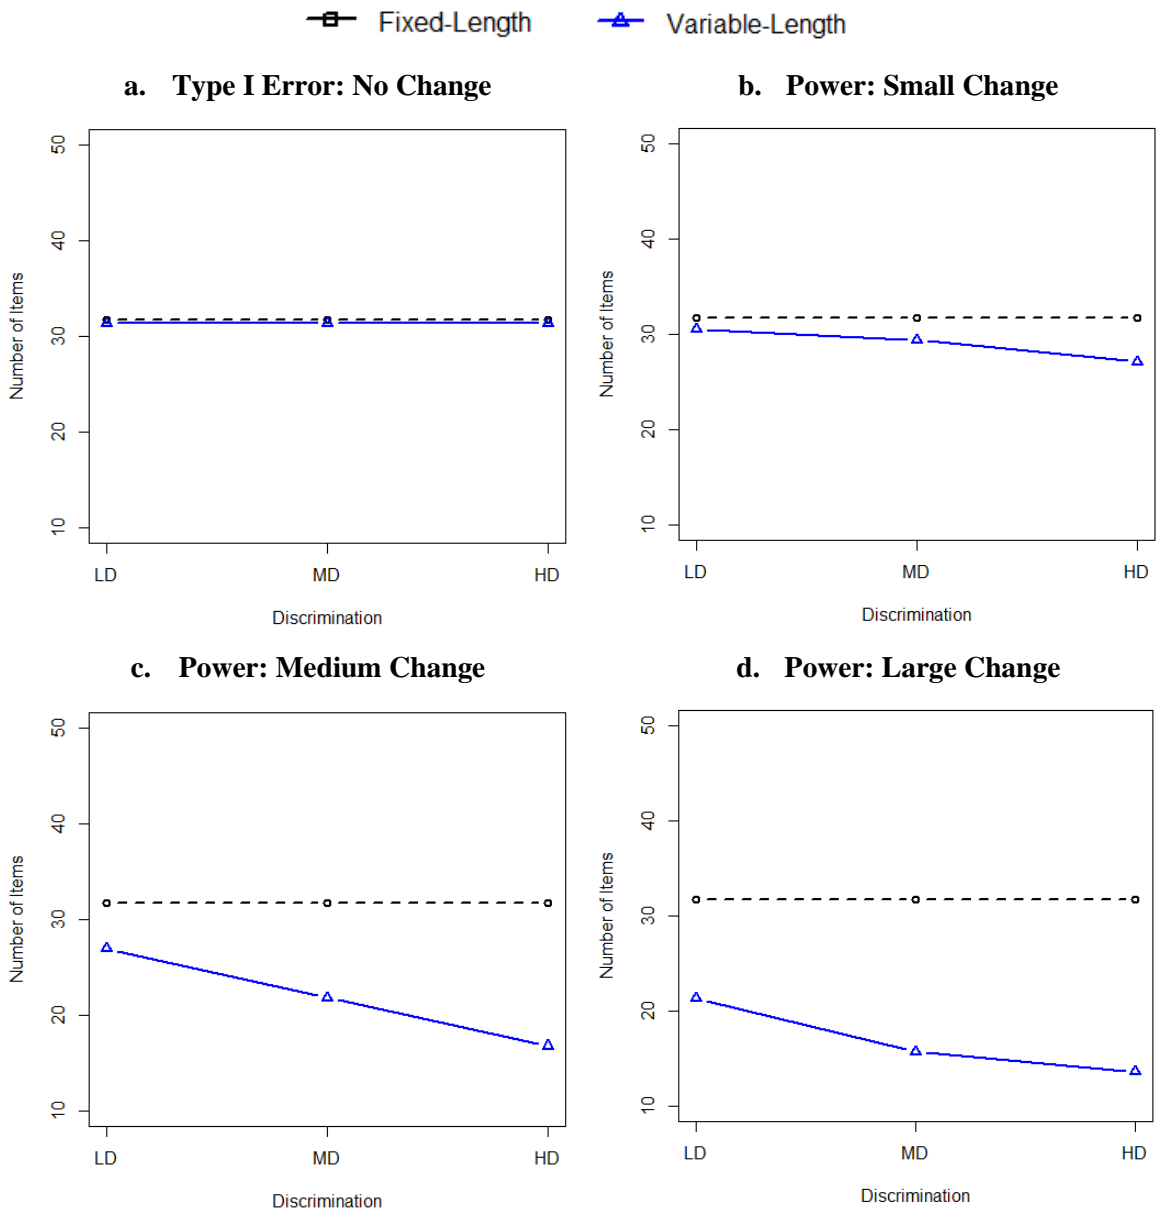 Fixed-Length Variable-Length
a. Type I Error: No Change
b. Power: Small Change
50
40
30
20
10
Number of Items
LD MD HD
Discrimination
50
40
30
20
10
Number of Items
LD MD HD
Discrimination
c. Power: Medium Change
d. Power: Large Change
50
40
30
20
10
Number of Items
LD MD HD
Discrimination
50
40
30
20
10
Number of Items
LD MD HD
Discrimination